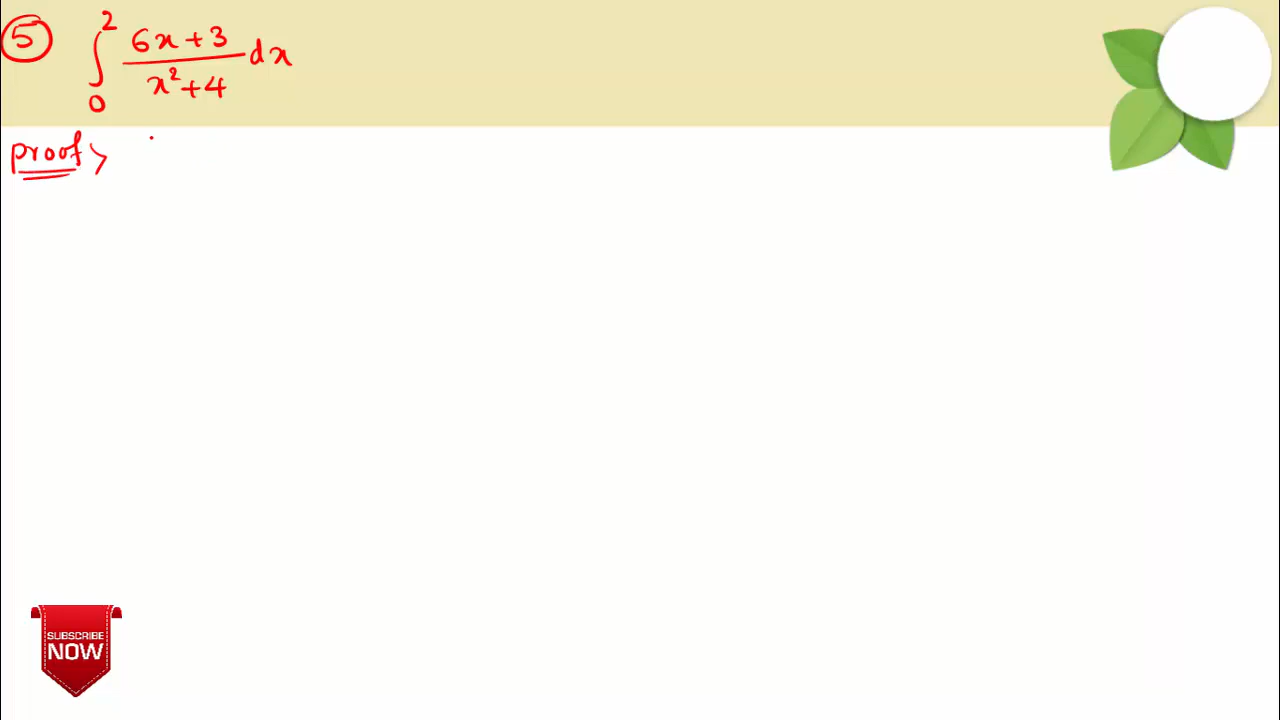 ⑤ ∫₀² (6x+3)/(x²+4) dx
proof>
SUBSCRIBE
NOW